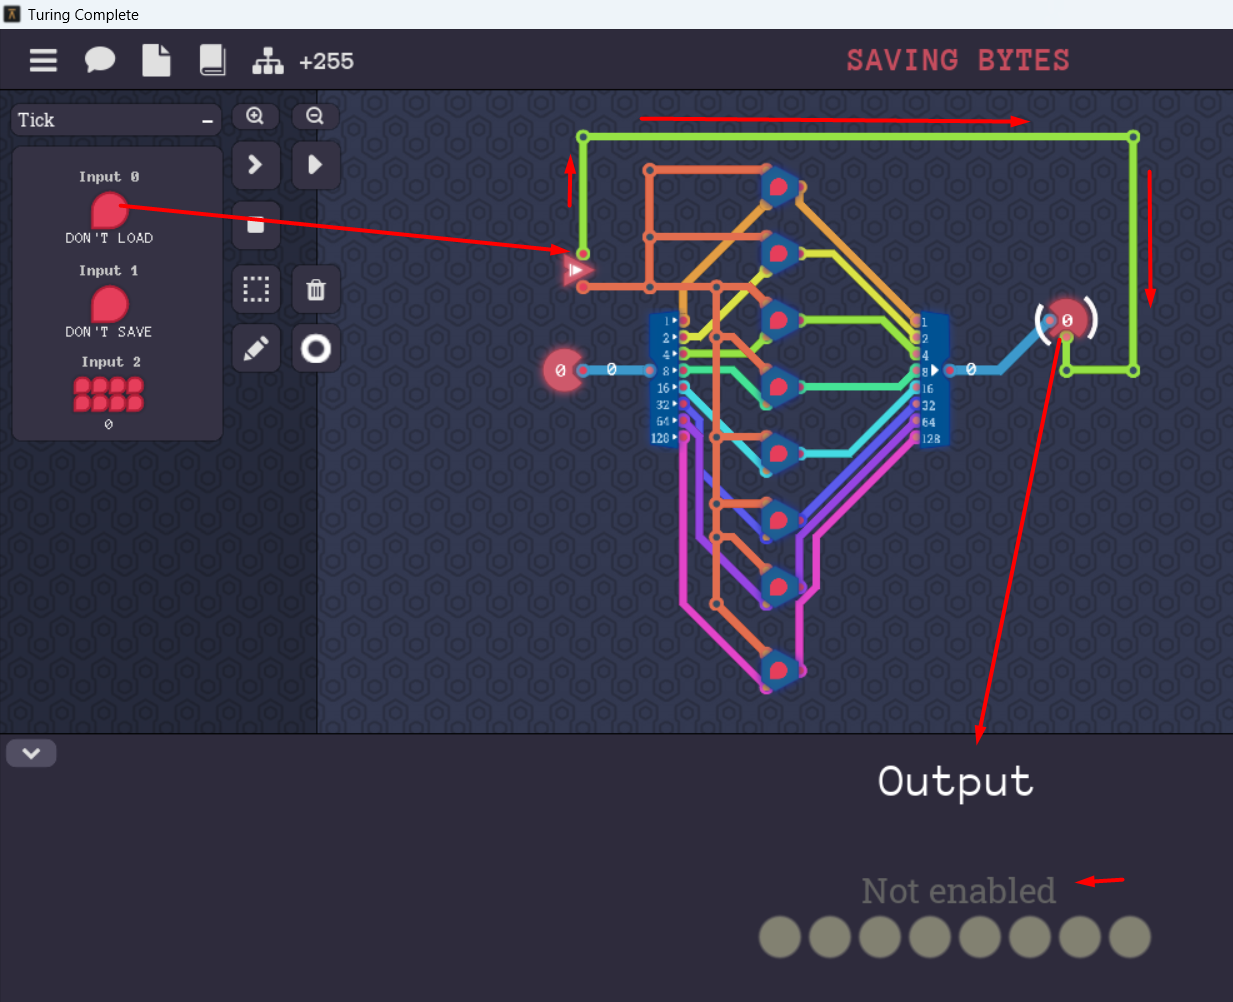 Turing Complete
+255
SAVING BYTES
Tick
Input 0
DON'T LOAD
Input 1
DON'T SAVE
Input 2
0
0
0
1
2
4
8
16
32
64
128
1
2
4
8
16
32
64
128
0
0
Output
Not enabled